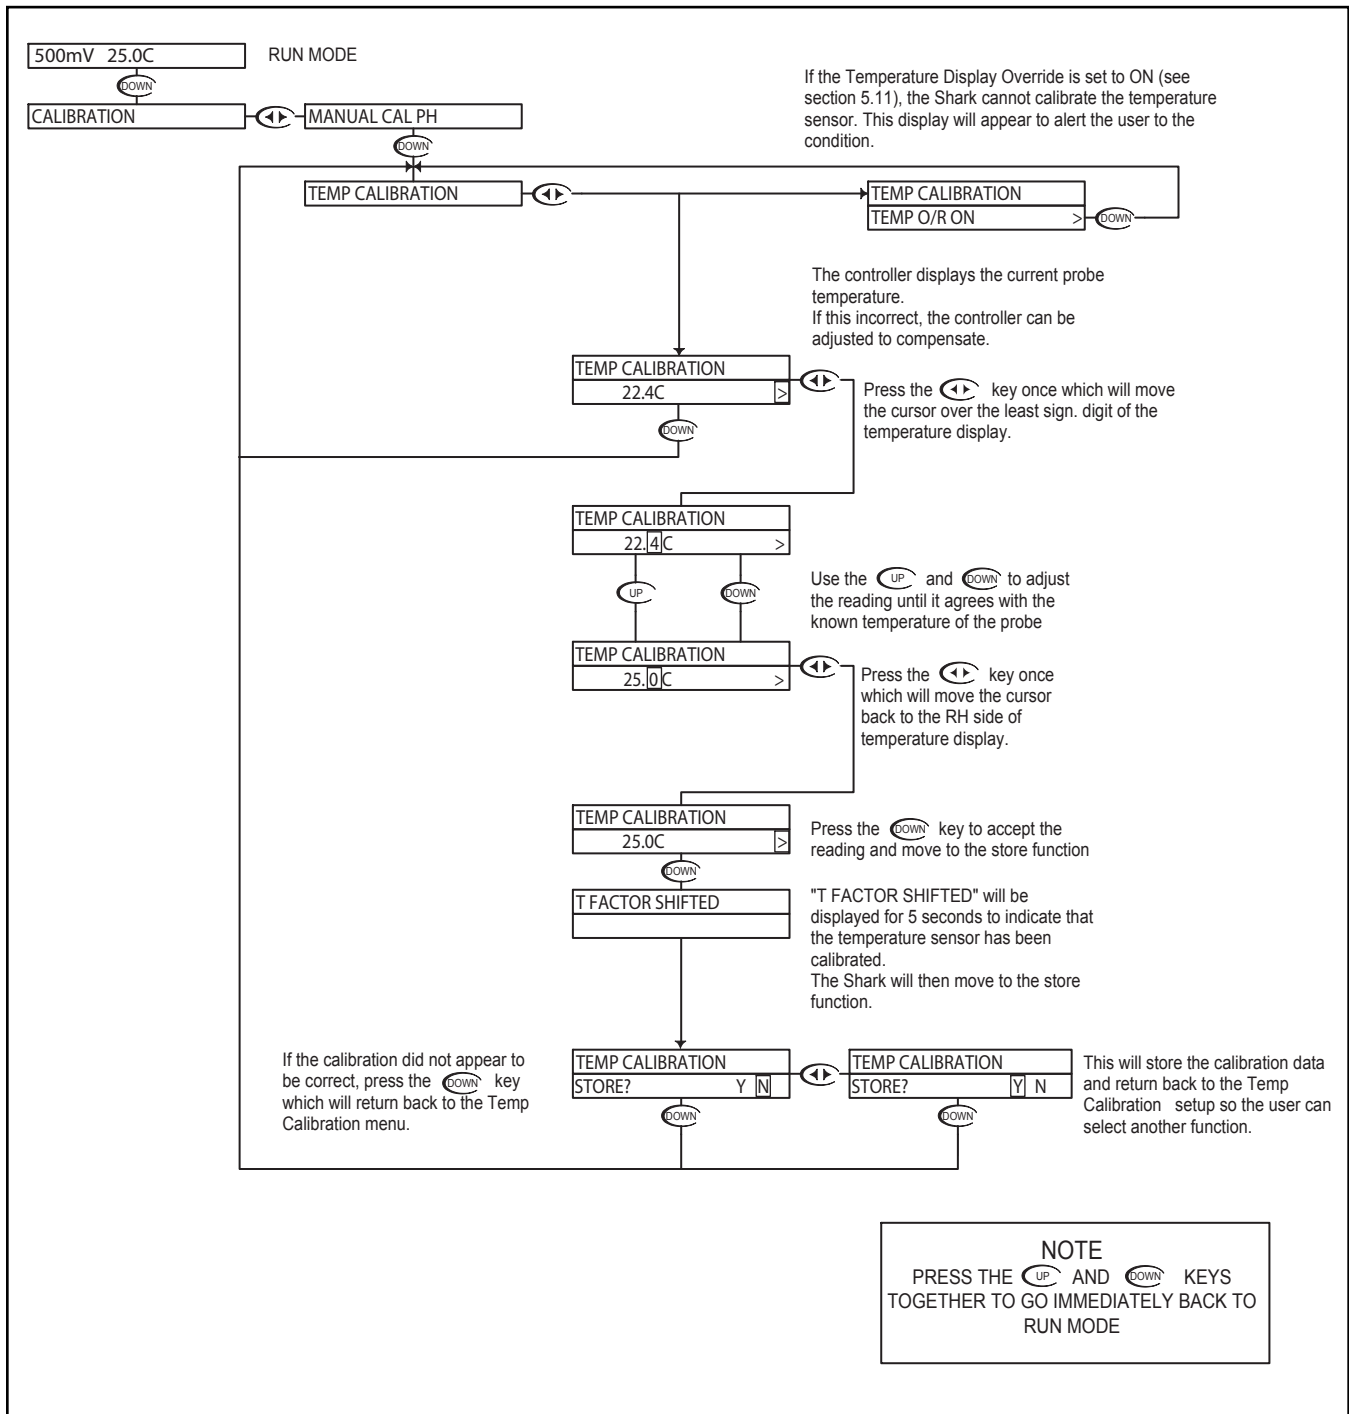 500mV 25.0C
RUN MODE
DOWN
CALIBRATION
MANUAL CAL PH
DOWN
If the Temperature Display Override is set to ON (see
section 5.11), the Shark cannot calibrate the temperature
sensor. This display will appear to alert the user to the
condition.
TEMP CALIBRATION
TEMP CALIBRATION
TEMP O/R ON >
DOWN
The controller displays the current probe
temperature.
If this incorrect, the controller can be
adjusted to compensate.
TEMP CALIBRATION
22.4C >
DOWN
Press the key once which will move
the cursor over the least sign. digit of the
temperature display.
TEMP CALIBRATION
22.4C >
UP DOWN
Use the UP and DOWN to adjust
the reading until it agrees with the
known temperature of the probe
TEMP CALIBRATION
25.0C >
Press the key once
which will move the cursor
back to the RH side of
temperature display.
TEMP CALIBRATION
25.0C >
DOWN
Press the DOWN key to accept the
reading and move to the store function
T FACTOR SHIFTED
"T FACTOR SHIFTED" will be
displayed for 5 seconds to indicate that
the temperature sensor has been
calibrated.
The Shark will then move to the store
function.
If the calibration did not appear to
be correct, press the DOWN key
which will return back to the Temp
Calibration menu.
TEMP CALIBRATION
STORE? Y N
DOWN
TEMP CALIBRATION
STORE? Y N
DOWN
This will store the calibration data
and return back to the Temp
Calibration setup so the user can
select another function.
NOTE
PRESS THE UP AND DOWN KEYS
TOGETHER TO GO IMMEDIATELY BACK TO
RUN MODE